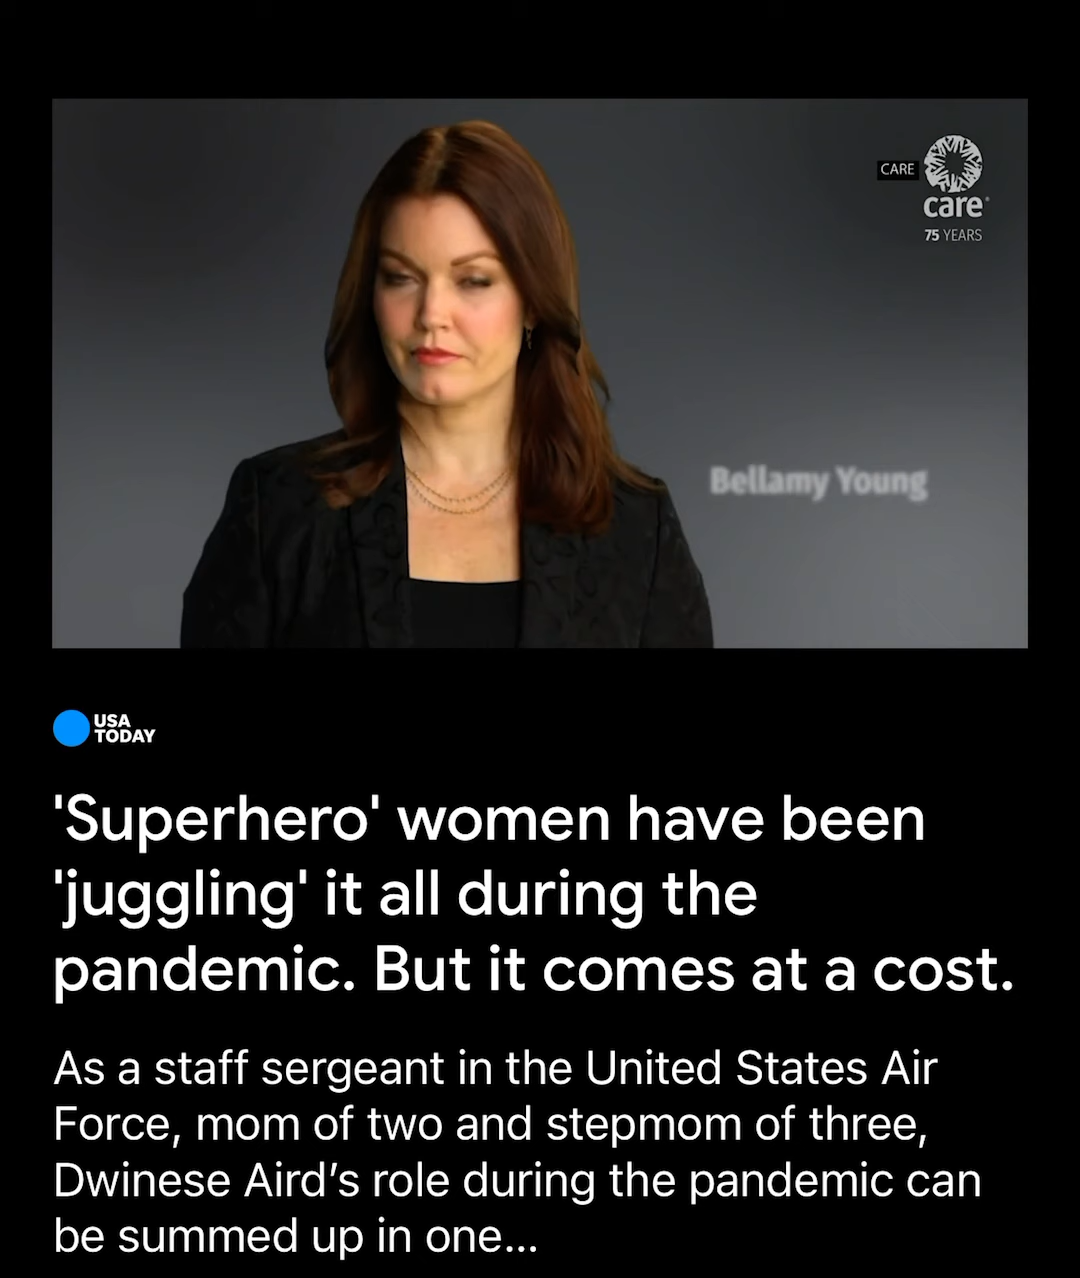 CARE
care®
75 YEARS
Bellamy Young
USA
TODAY
'Superhero' women have been
'juggling' it all during the
pandemic. But it comes at a cost.
As a staff sergeant in the United States Air
Force, mom of two and stepmom of three,
Dwinese Aird’s role during the pandemic can
be summed up in one...